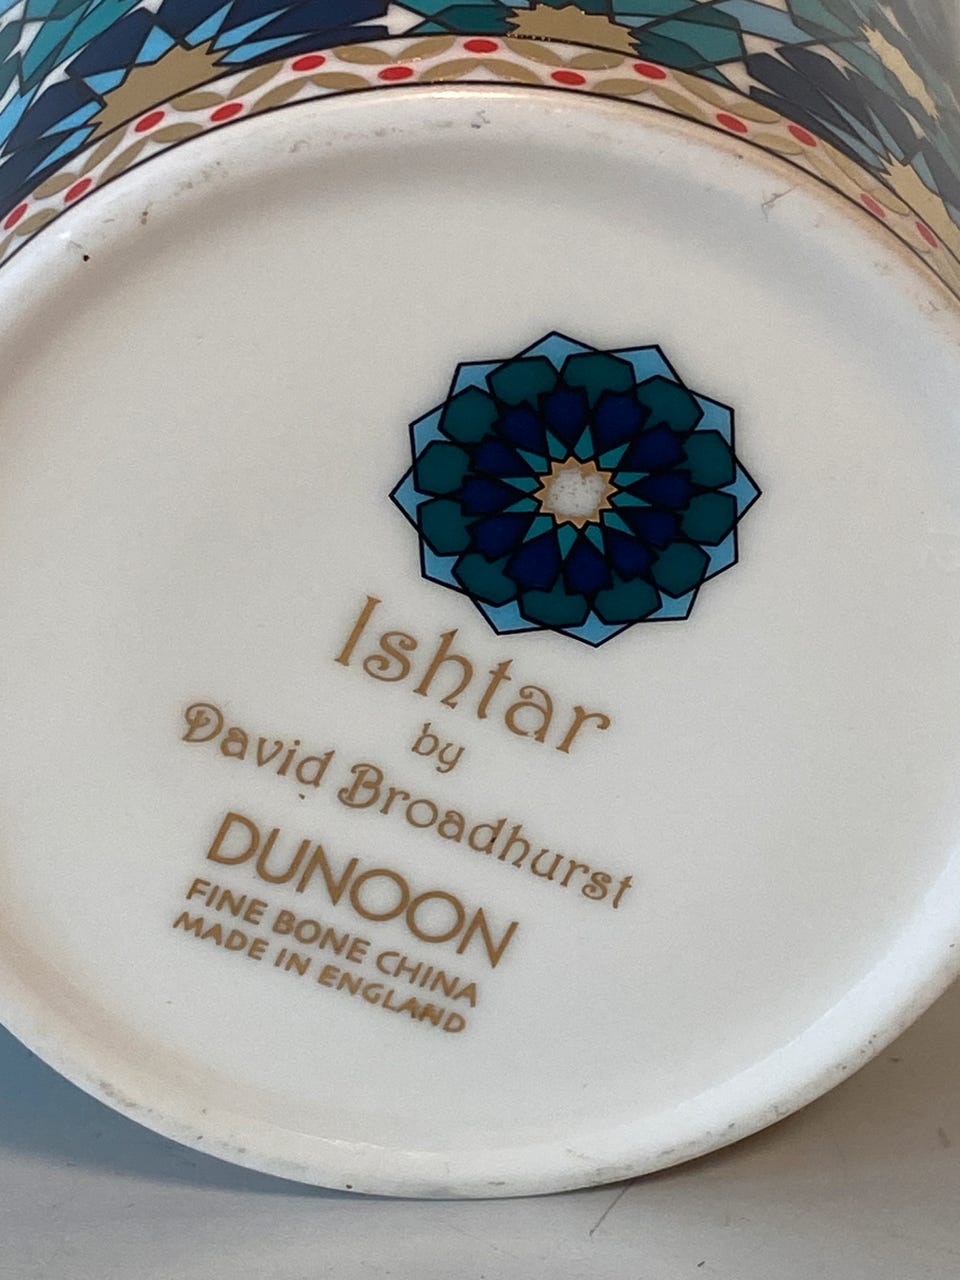 Ishtar
by
David Broadhurst
DUNOON
FINE BONE CHINA
MADE IN ENGLAND